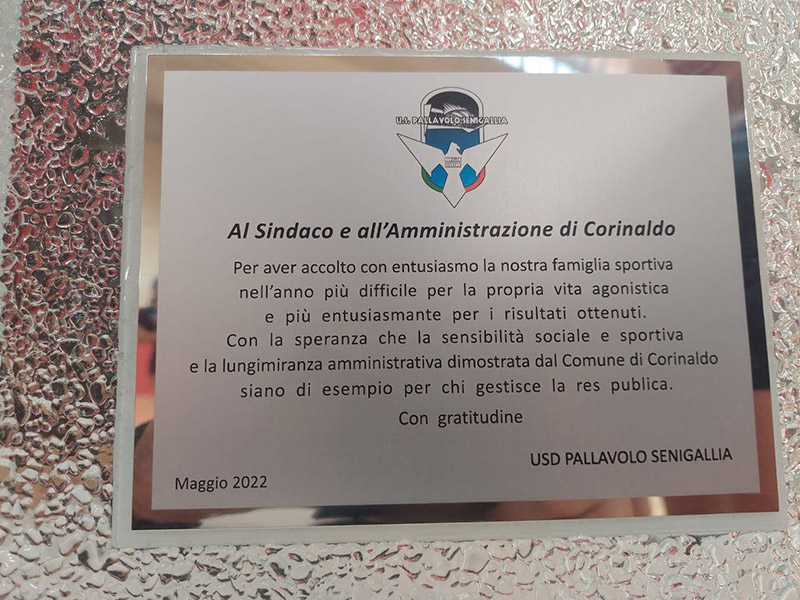 U.S. PALLAVOLO SENIGALLIA
Al Sindaco e all'Amministrazione di Corinaldo
Per aver accolto con entusiasmo la nostra famiglia sportiva
nell'anno più difficile per la propria vita agonistica
e più entusiasmante per i risultati ottenuti.
Con la speranza che la sensibilità sociale e sportiva
e la lungimiranza amministrativa dimostrata dal Comune di Corinaldo
siano di esempio per chi gestisce la res publica.
Con gratitudine
USD PALLAVOLO SENIGALLIA
Maggio 2022